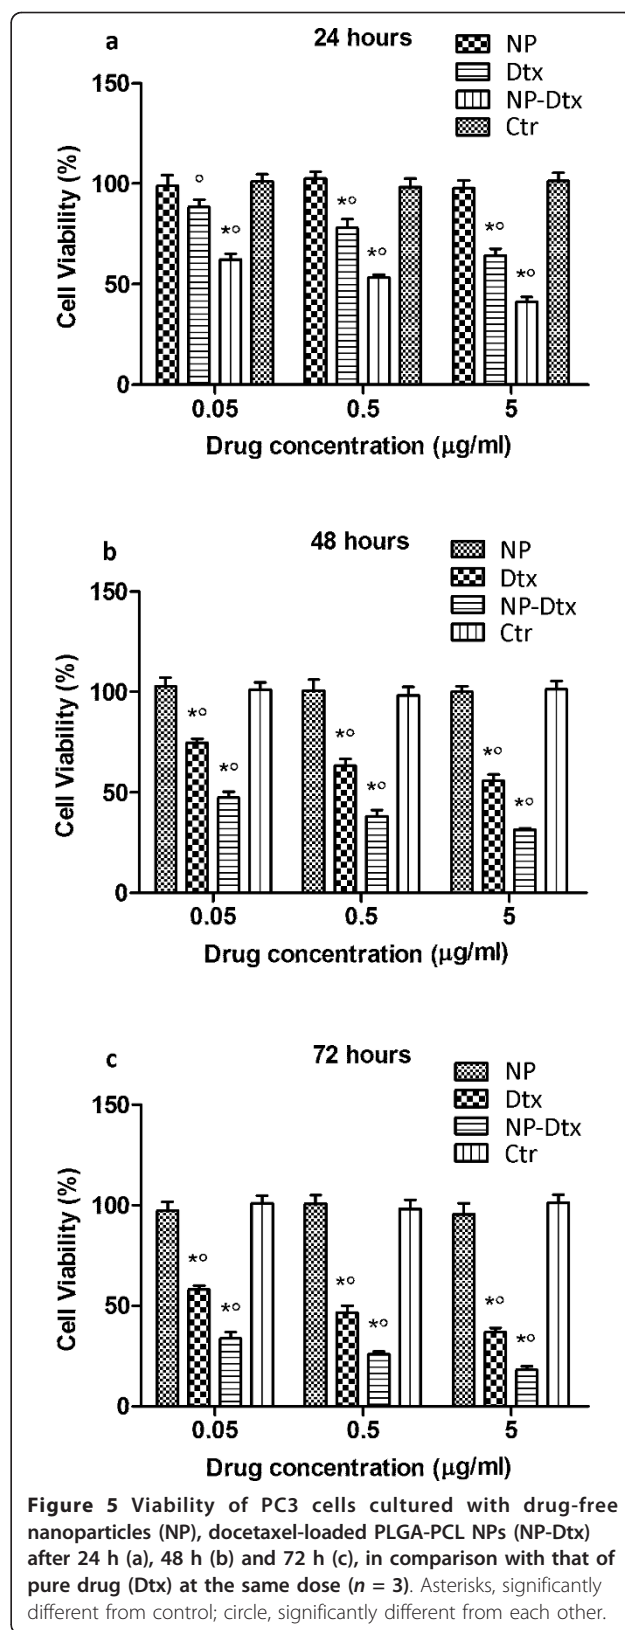 a
24 hours
NP
Dtx
NP-Dtx
Ctr
150
100
50
0
Cell Viability (%)
°
*°
*°
*°
*°
*°
0.05 0.5 5
Drug concentration (µg/ml)
b
48 hours
NP
Dtx
NP-Dtx
Ctr
150
100
50
0
Cell Viability (%)
*°
*°
*°
*°
*°
*°
0.05 0.5 5
Drug concentration (µg/ml)
c
72 hours
NP
Dtx
NP-Dtx
Ctr
150
100
50
0
Cell Viability (%)
*°
*°
*°
*°
*°
*°
0.05 0.5 5
Drug concentration (µg/ml)
Figure 5 Viability of PC3 cells cultured with drug-free
nanoparticles (NP), docetaxel-loaded PLGA-PCL NPs (NP-Dtx)
after 24 h (a), 48 h (b) and 72 h (c), in comparison with that of
pure drug (Dtx) at the same dose (n = 3). Asterisks, significantly
different from control; circle, significantly different from each other.